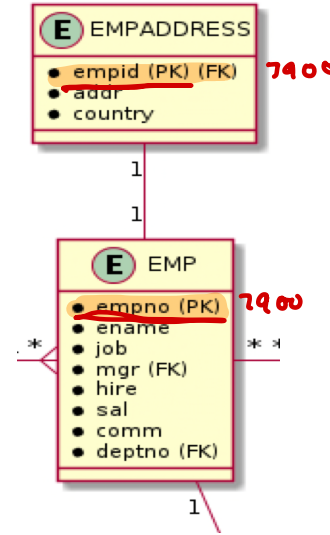 E EMPADDRESS
empid (PK) (FK) 7900
addr
country
1
1
E EMP
empno (PK) 7900
ename
job
mgr (FK)
hire
sal
comm
deptno (FK)
. *
* *
1